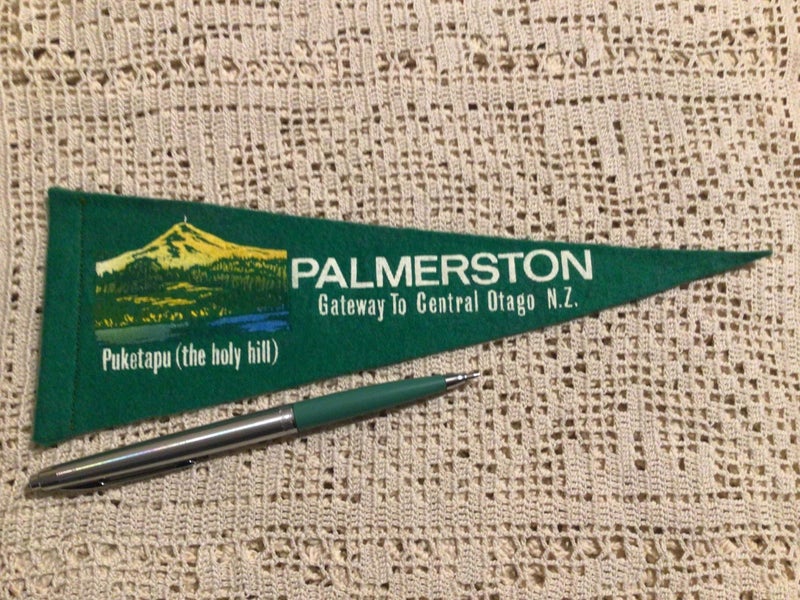 PALMERSTON
Gateway To Central Otago N.Z.
Puketapu (the holy hill)